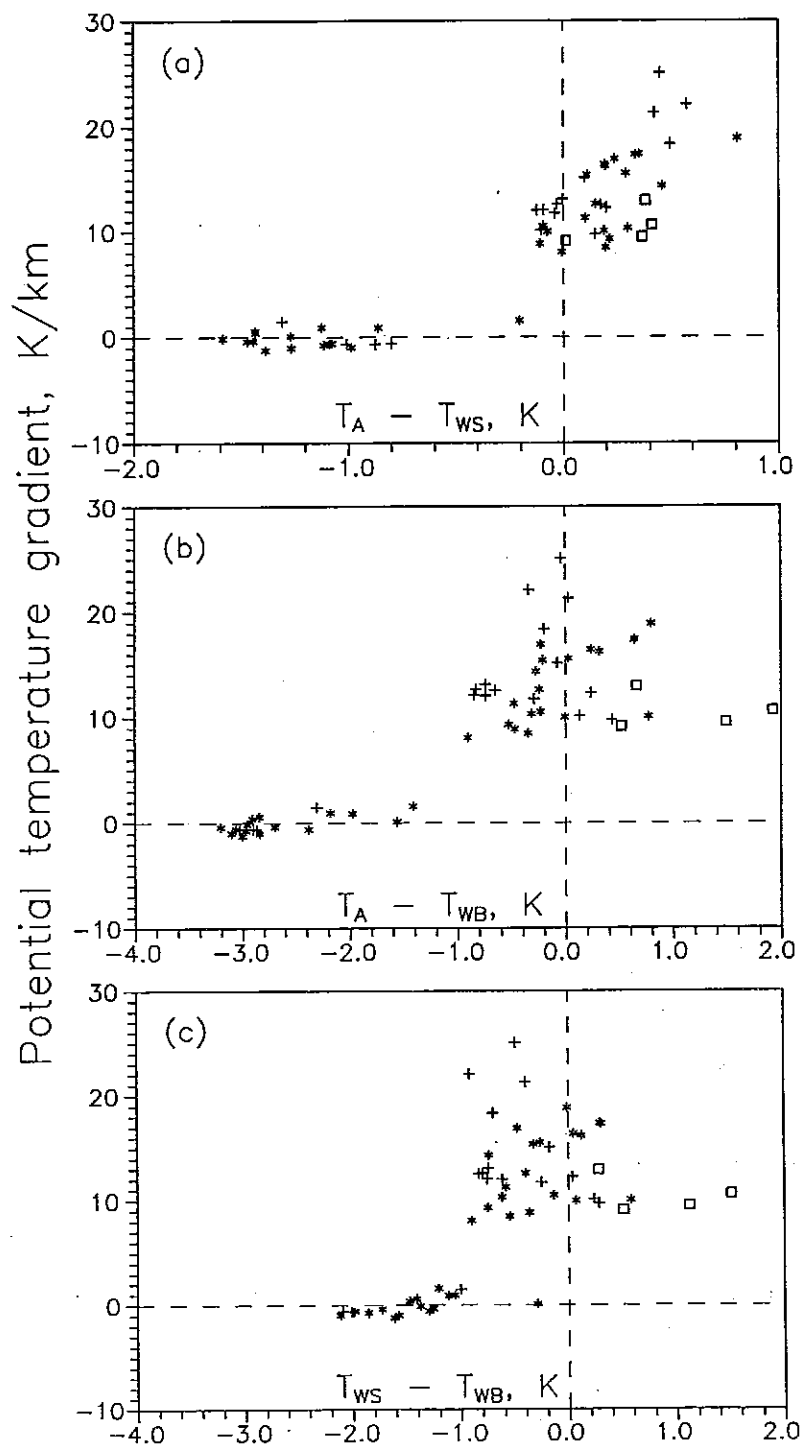 Potential temperature gradient, K/km
(a)
30
20
10
0
-10
T_A - T_WS, K
-2.0 -1.0 0.0 1.0
(b)
30
20
10
0
-10
T_A - T_WB, K
-4.0 -3.0 -2.0 -1.0 0.0 1.0 2.0
(c)
30
20
10
0
-10
T_WS - T_WB, K
-4.0 -3.0 -2.0 -1.0 0.0 1.0 2.0